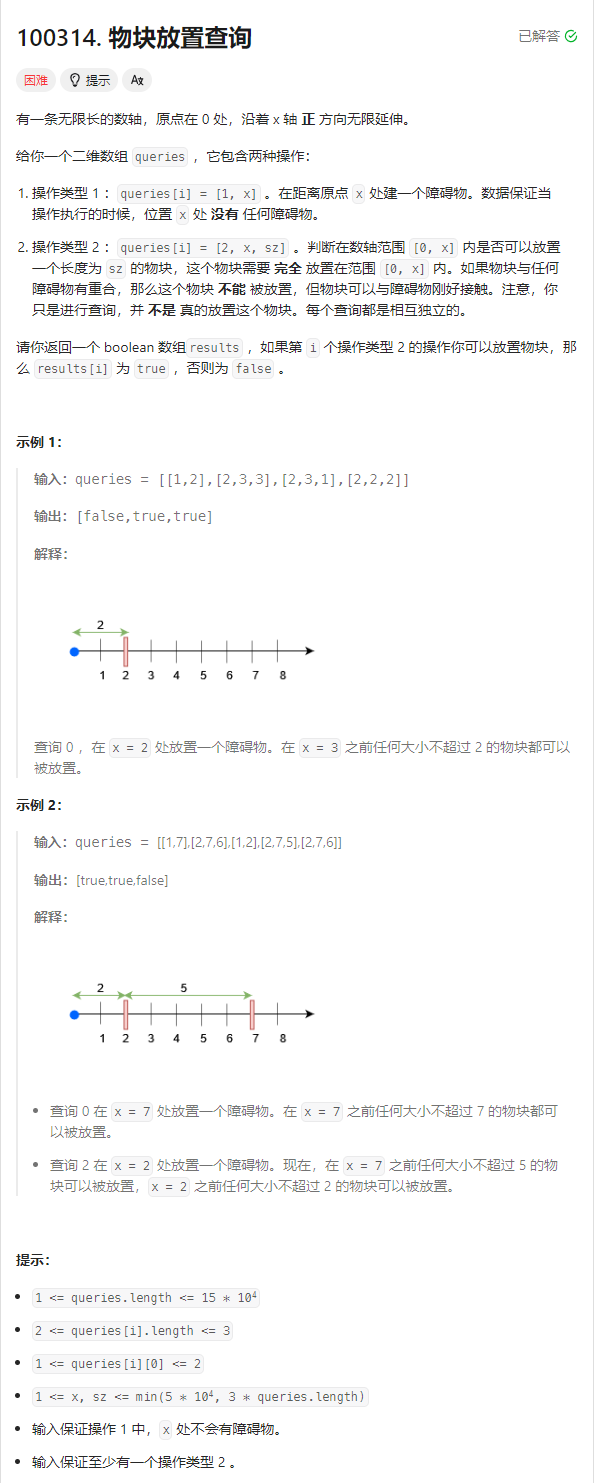 100314. 物块放置查询
已解答
困难 提示 A文
有一条无限长的数轴，原点在 0 处，沿着 x 轴 正 方向无限延伸。
给你一个二维数组 queries ，它包含两种操作：
1. 操作类型 1 ：queries[i] = [1, x] 。在距离原点 x 处建一个障碍物。数据保证当
操作执行的时候，位置 x 处 没有 任何障碍物。
2. 操作类型 2 ：queries[i] = [2, x, sz] 。判断在数轴范围 [0, x] 内是否可以放置
一个长度为 sz 的物块，这个物块需要 完全 放置在范围 [0, x] 内。如果物块与任何
障碍物有重合，那么这个物块 不能 被放置，但物块可以与障碍物刚好接触。注意，你
只是进行查询，并 不是 真的放置这个物块。每个查询都是相互独立的。
请你返回一个 boolean 数组results ，如果第 i 个操作类型 2 的操作你可以放置物块，那
么 results[i] 为 true ，否则为 false 。
示例 1：
输入：queries = [[1,2],[2,3,3],[2,3,1],[2,2,2]]
输出：[false,true,true]
解释：
2
1 2 3 4 5 6 7 8
查询 0 ，在 x = 2 处放置一个障碍物。在 x = 3 之前任何大小不超过 2 的物块都可以
被放置。
示例 2：
输入：queries = [[1,7],[2,7,6],[1,2],[2,7,5],[2,7,6]]
输出：[true,true,false]
解释：
2 5
1 2 3 4 5 6 7 8
• 查询 0 在 x = 7 处放置一个障碍物。在 x = 7 之前任何大小不超过 7 的物块都可
以被放置。
• 查询 2 在 x = 2 处放置一个障碍物。现在，在 x = 7 之前任何大小不超过 5 的物
块可以被放置，x = 2 之前任何大小不超过 2 的物块可以被放置。
提示：
• 1 <= queries.length <= 15 * 10⁴
• 2 <= queries[i].length <= 3
• 1 <= queries[i][0] <= 2
• 1 <= x, sz <= min(5 * 10⁴, 3 * queries.length)
• 输入保证操作 1 中，x 处不会有障碍物。
• 输入保证至少有一个操作类型 2 。